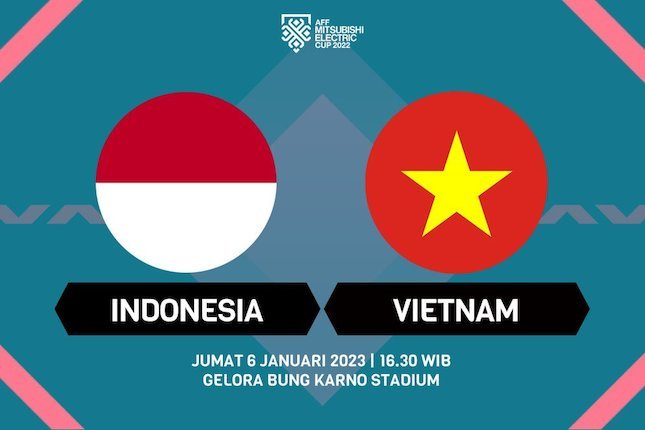 AFF
MITSUBISHI
ELECTRIC
CUP 2022
INDONESIA
VIETNAM
JUMAT 6 JANUARI 2023 | 16.30 WIB
GELORA BUNG KARNO STADIUM